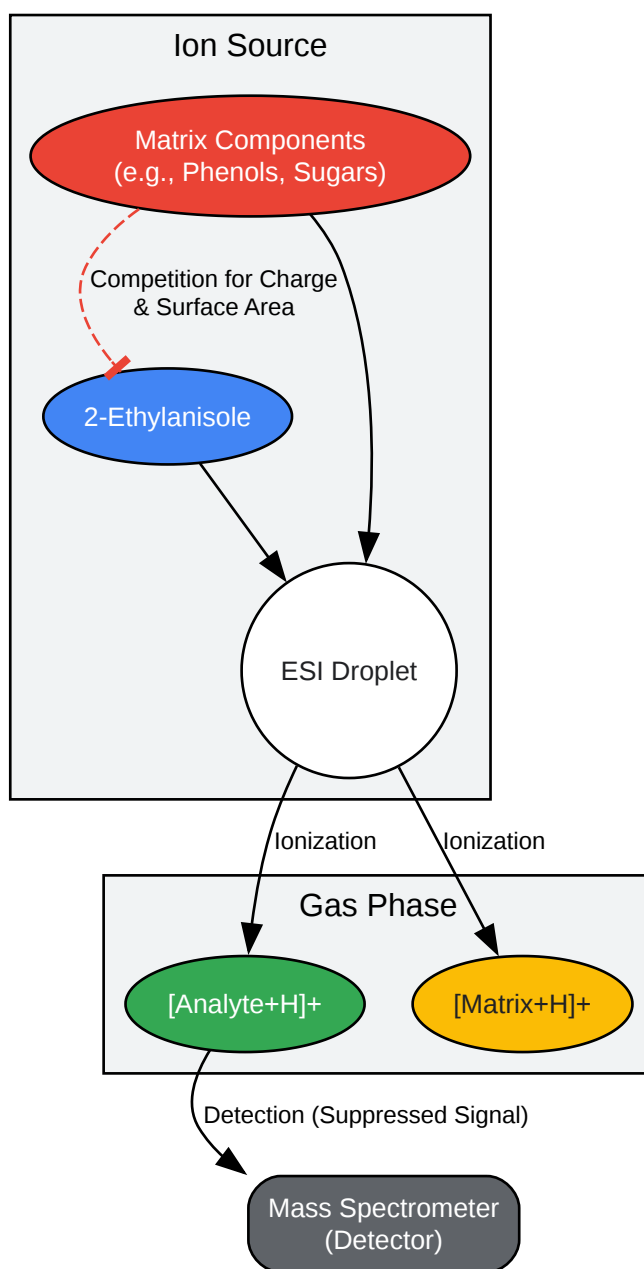 Ion Source
Matrix Components
(e.g., Phenols, Sugars)
Competition for Charge
& Surface Area
2-Ethylanisole
ESI Droplet
Ionization
Ionization
Gas Phase
[Analyte+H]+
[Matrix+H]+
Detection (Suppressed Signal)
Mass Spectrometer
(Detector)